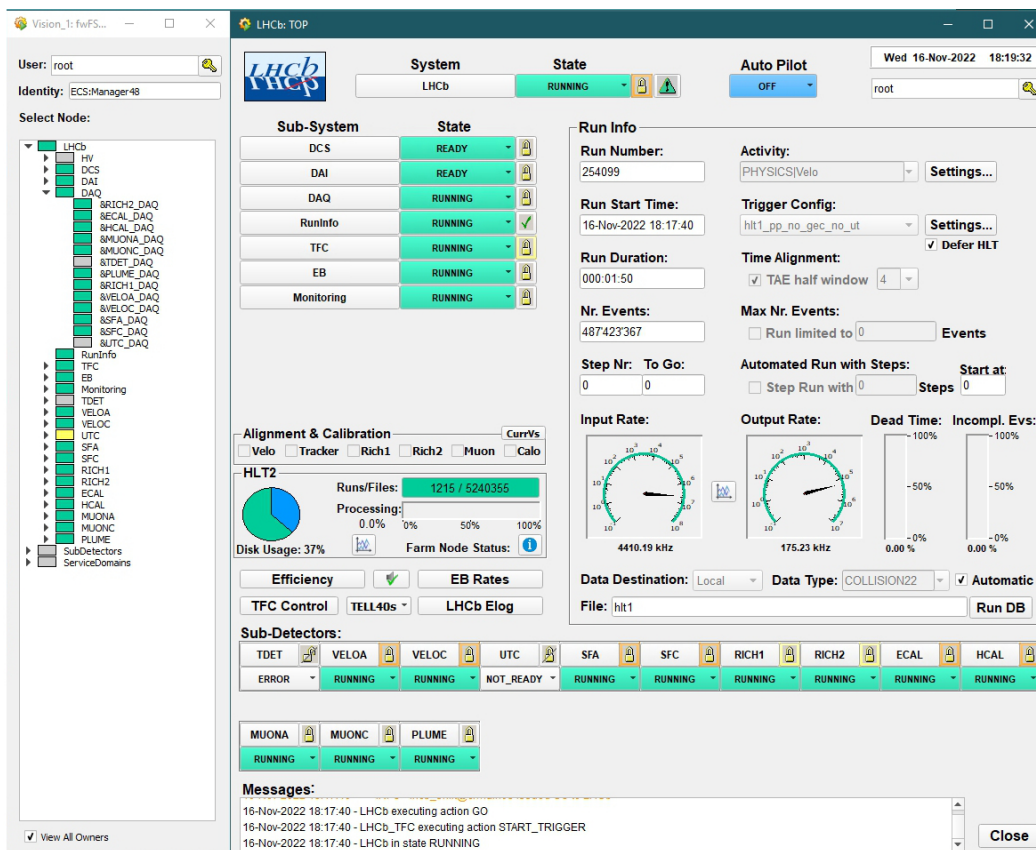 Vision_1: fwFS...
User: root
Identity: ECS:Manager48
Select Node:
LHCb
HV
DCS
DAI
DAQ
&RICH2_DAQ
&ECAL_DAQ
&HCAL_DAQ
&MUONA_DAQ
&MUONC_DAQ
&TDET_DAQ
&PLUME_DAQ
&RICH1_DAQ
&VELOA_DAQ
&VELOC_DAQ
&SFA_DAQ
&SFC_DAQ
&UTC_DAQ
RunInfo
TFC
EB
Monitoring
TDET
VELOA
VELOC
UTC
SFA
SFC
RICH1
RICH2
ECAL
HCAL
MUONA
MUONC
PLUME
SubDetectors
ServiceDomains
View All Owners
LHCb: TOP
LHCb
System State Auto Pilot Wed 16-Nov-2022 18:19:32
LHCb RUNNING OFF root
Sub-System State
DCS READY
DAI READY
DAQ RUNNING
RunInfo RUNNING
TFC RUNNING
EB RUNNING
Monitoring RUNNING
Run Info
Run Number: Activity:
254099 PHYSICS|Velo Settings...
Run Start Time: Trigger Config:
16-Nov-2022 18:17:40 hlt1_pp_no_gec_no_ut Settings...
Defer HLT
Run Duration: Time Alignment:
000:01:50 TAE half window 4
Nr. Events: Max Nr. Events:
487'423'367 Run limited to 0 Events
Step Nr: To Go: Automated Run with Steps: Start at:
0 0 Step Run with 0 Steps 0
Input Rate: Output Rate: Dead Time: Incompl. Evs:
10³ 10⁴ 100% 100%
50% 50%
0% 0%
4410.19 kHz 175.23 kHz 0.00 % 0.00 %
Data Destination: Local Data Type: COLLISION22 Automatic
File: hlt1 Run DB
Alignment & Calibration CurrVs
Velo Tracker Rich1 Rich2 Muon Calo
HLT2
Runs/Files: 1215 / 5240355
Processing:
0.0% 0% 50% 100%
Disk Usage: 37% Farm Node Status:
Efficiency EB Rates
TFC Control TELL40s LHCb Elog
Sub-Detectors:
TDET VELOA VELOC UTC SFA SFC RICH1 RICH2 ECAL HCAL
ERROR RUNNING RUNNING NOT_READY RUNNING RUNNING RUNNING RUNNING RUNNING RUNNING
MUONA MUONC PLUME
RUNNING RUNNING RUNNING
Messages:
16-Nov-2022 18:17:40 - LHCb executing action GO
16-Nov-2022 18:17:40 - LHCb_TFC executing action START_TRIGGER
16-Nov-2022 18:17:40 - LHCb in state RUNNING
Close